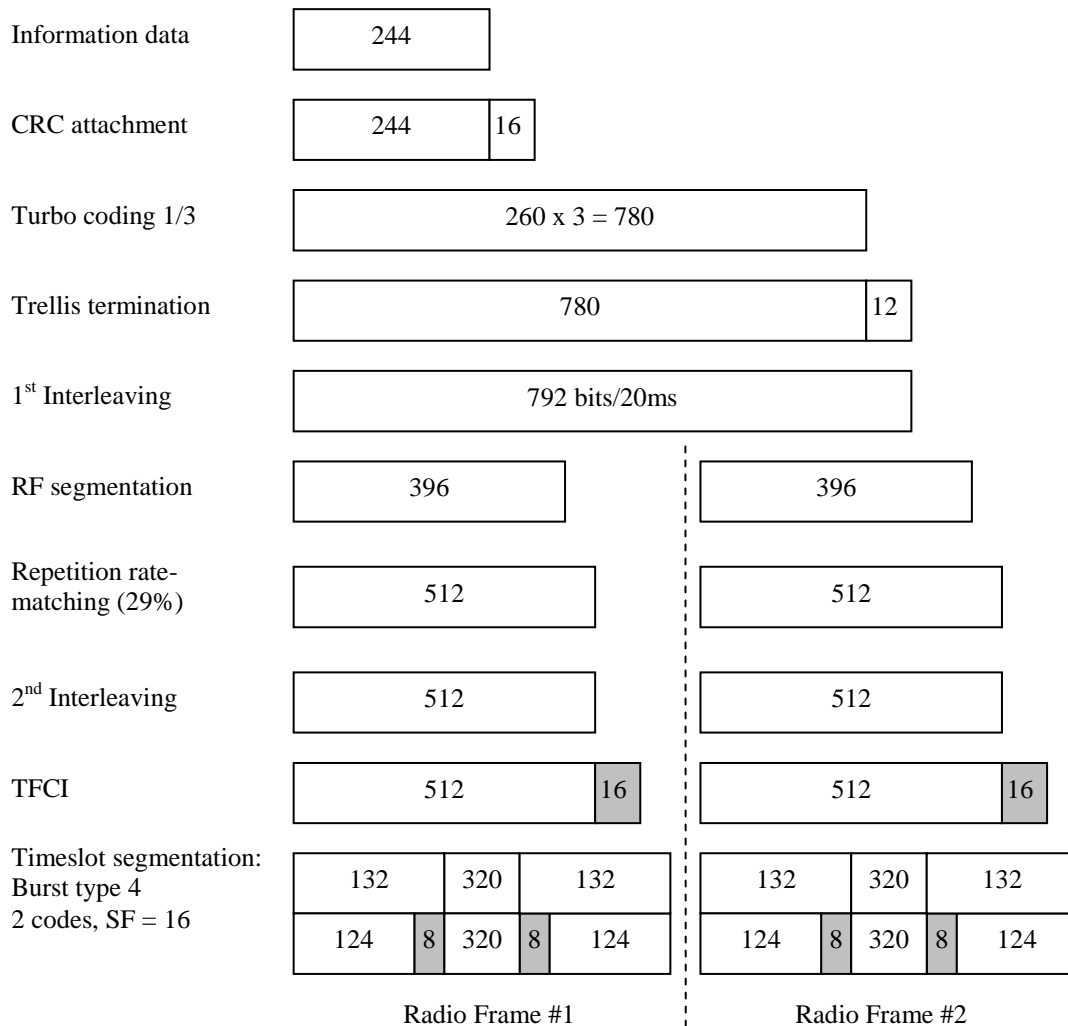 Information data
244
CRC attachment
244 16
Turbo coding 1/3
260 x 3 = 780
Trellis termination
780 12
1st Interleaving
792 bits/20ms
RF segmentation
396 396
Repetition rate-
matching (29%)
512 512
2nd Interleaving
512 512
TFCI
512 16 512 16
Timeslot segmentation:
Burst type 4
2 codes, SF = 16
132 320 132 132 320 132
124 8 320 8 124 124 8 320 8 124
Radio Frame #1 Radio Frame #2